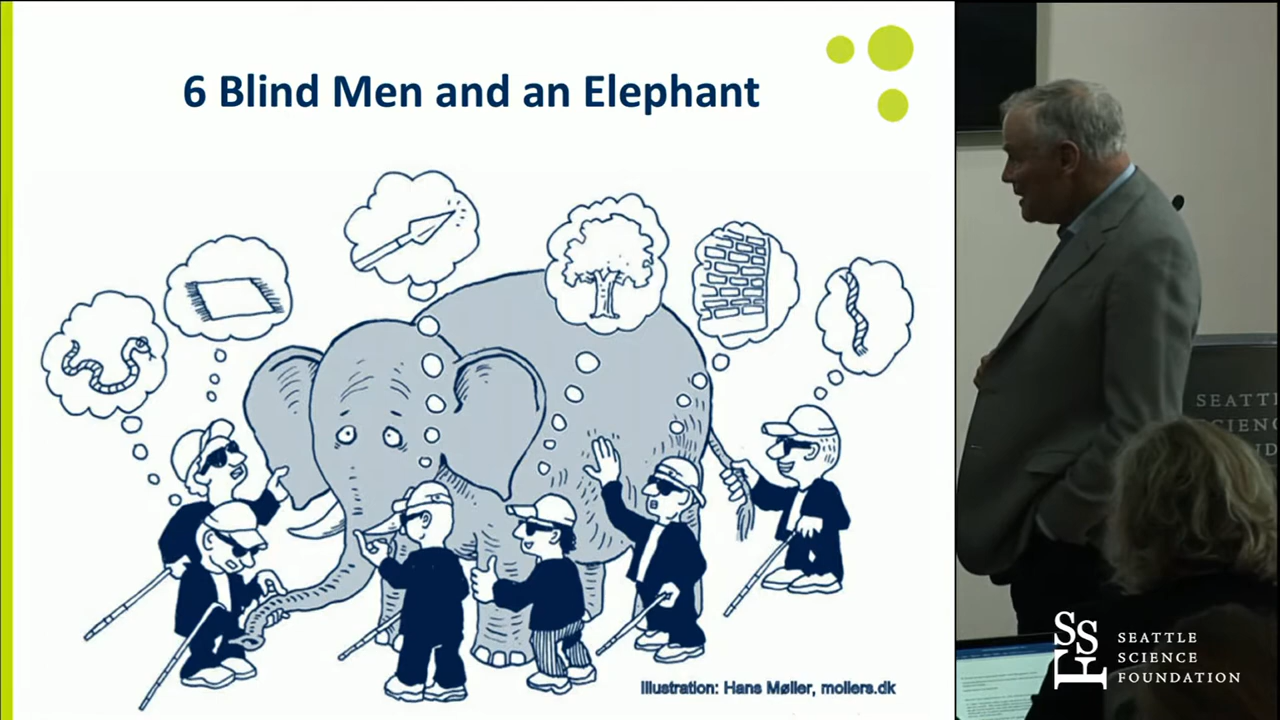 6 Blind Men and an Elephant
Illustration: Hans Møller, mollers.dk
SEATTLE
SCIENCE
FOUNDATION